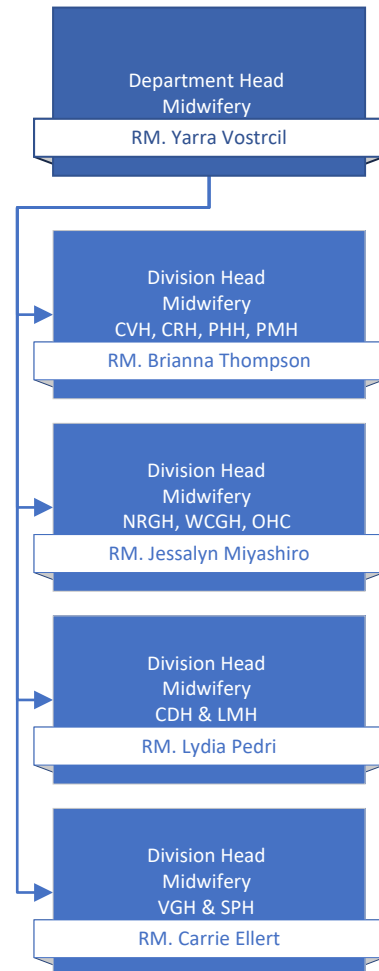 Department Head
Midwifery
RM. Yarra Vostrcil
Division Head
Midwifery
CVH, CRH, PHH, PMH
RM. Brianna Thompson
Division Head
Midwifery
NRGH, WCGH, OHC
RM. Jessalyn Miyashiro
Division Head
Midwifery
CDH & LMH
RM. Lydia Pedri
Division Head
Midwifery
VGH & SPH
RM. Carrie Ellert